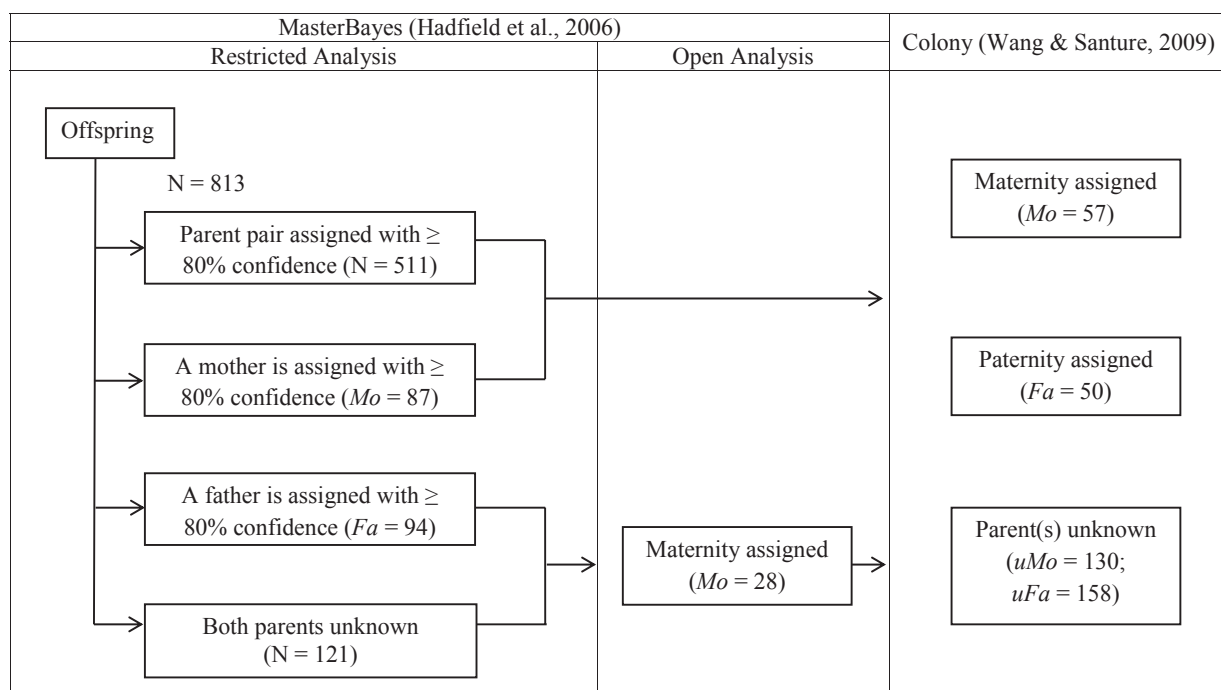 MasterBayes (Hadfield et al., 2006)
Colony (Wang & Santure, 2009)
Restricted Analysis
Open Analysis
Offspring
N = 813
Parent pair assigned with ≥
80% confidence (N = 511)
A mother is assigned with ≥
80% confidence (Mo = 87)
A father is assigned with ≥
80% confidence (Fa = 94)
Both parents unknown
(N = 121)
Maternity assigned
(Mo = 28)
Maternity assigned
(Mo = 57)
Paternity assigned
(Fa = 50)
Parent(s) unknown
(uMo = 130;
uFa = 158)